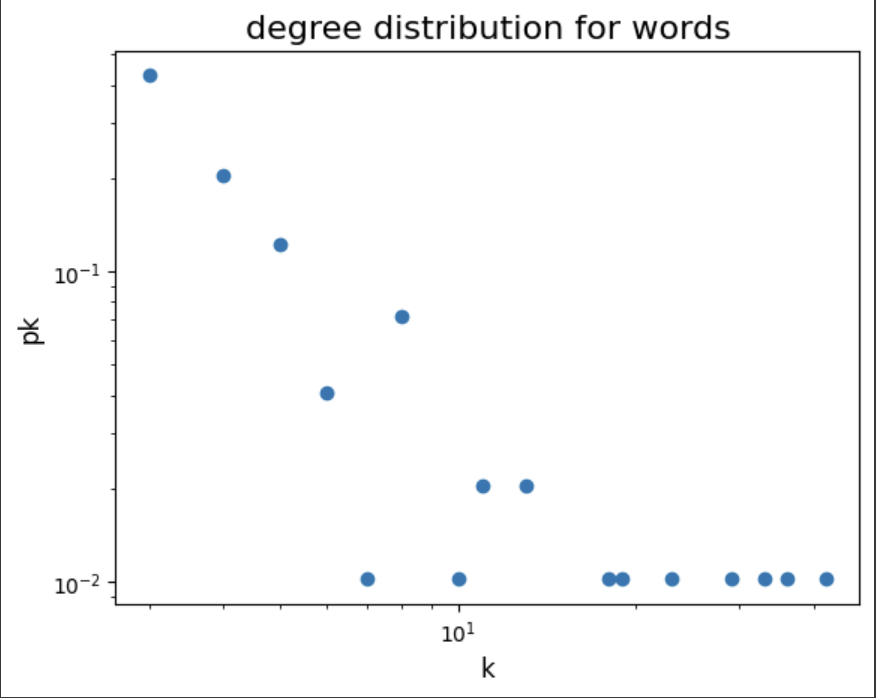 degree distribution for words
10⁻¹
pk
10⁻²
10¹
k